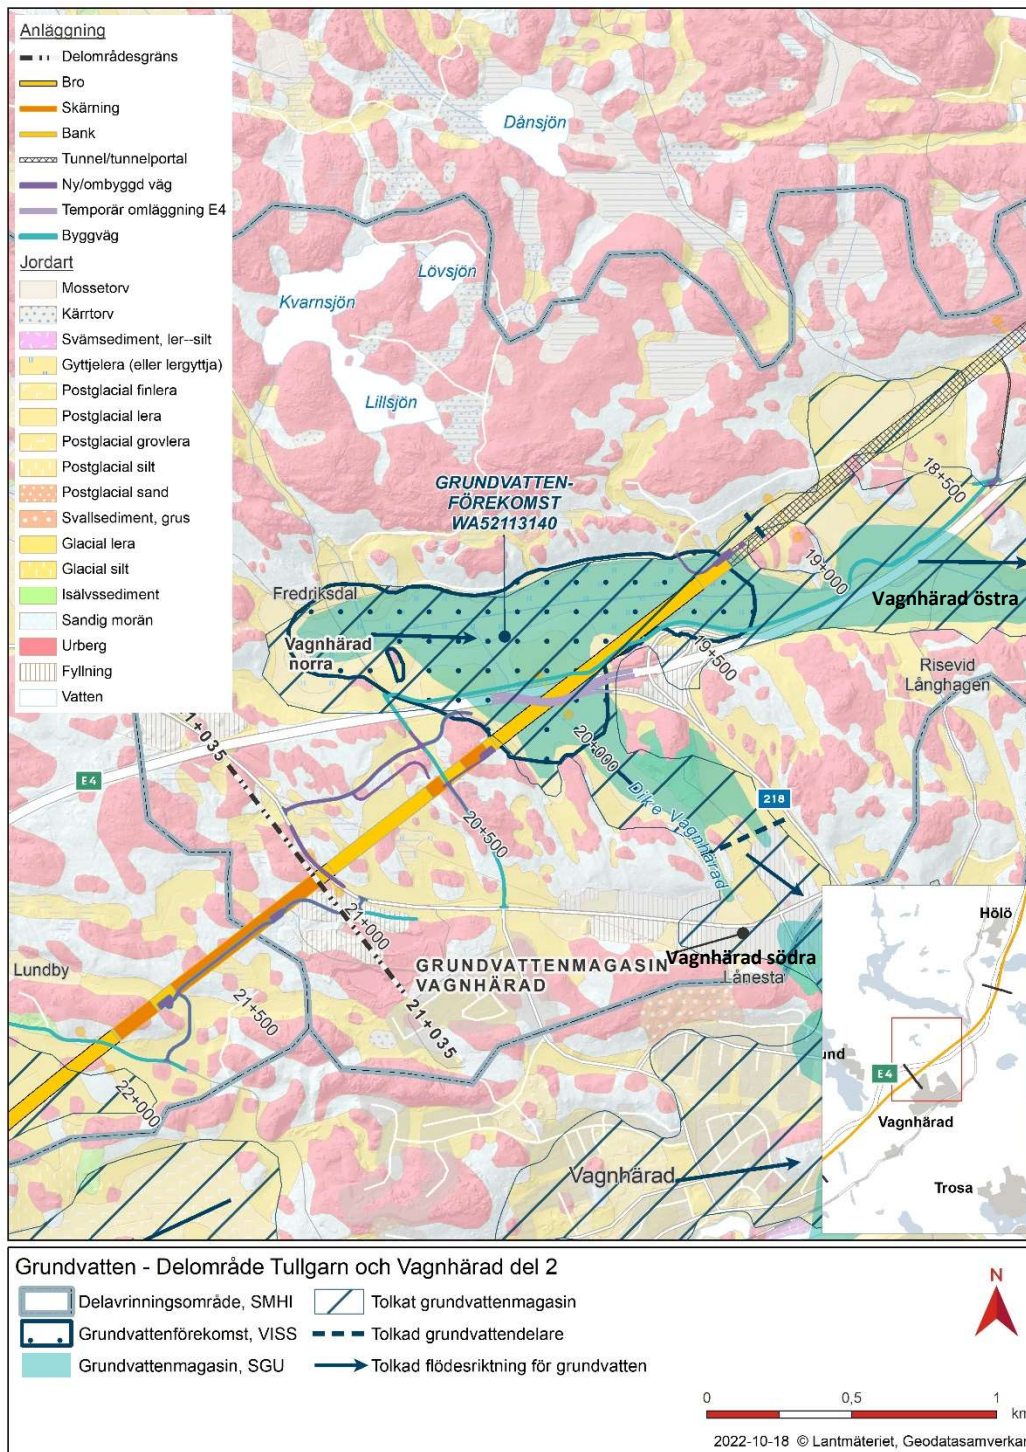 Anläggning
Delområdesgräns
Bro
Skärning
Bank
Tunnel/tunnelportal
Ny/ombyggd väg
Temporär omläggning E4
Byggväg
Jordart
Mossetorv
Kärrtorv
Svämsediment, ler--silt
Gyttjelera (eller lergyttja)
Postglacial finlera
Postglacial lera
Postglacial grovlera
Postglacial silt
Postglacial sand
Svallsediment, grus
Glacial lera
Glacial silt
Isälvssediment
Sandig morän
Urberg
Fyllning
Vatten
Dånsjön
Lövsjön
Kvarnsjön
Lillsjön
GRUNDVATTEN-
FÖREKOMST
WA52113140
18+500
19+000
Fredriksdal
Vagnhärad östra
Vagnhärad
norra
19+500
Risevid
Långhagen
21+035
20+000
E4
Dike Vagnhärad
218
20+500
21+000
Hölö
Lundby
GRUNDVATTENMAGASIN
VAGNHÄRAD
Vagnhärad södra
Lånesta
21+500
21+035
und
E4
22+000
Vagnhärad
Vagnhärad
Trosa
Grundvatten - Delområde Tullgarn och Vagnhärad del 2
Delavrinningsområde, SMHI
Tolkat grundvattenmagasin
Grundvattenförekomst, VISS
Tolkad grundvattendelare
Grundvattenmagasin, SGU
Tolkad flödesriktning för grundvatten
N
0 0,5 1
km
2022-10-18 © Lantmäteriet, Geodatasamverkan